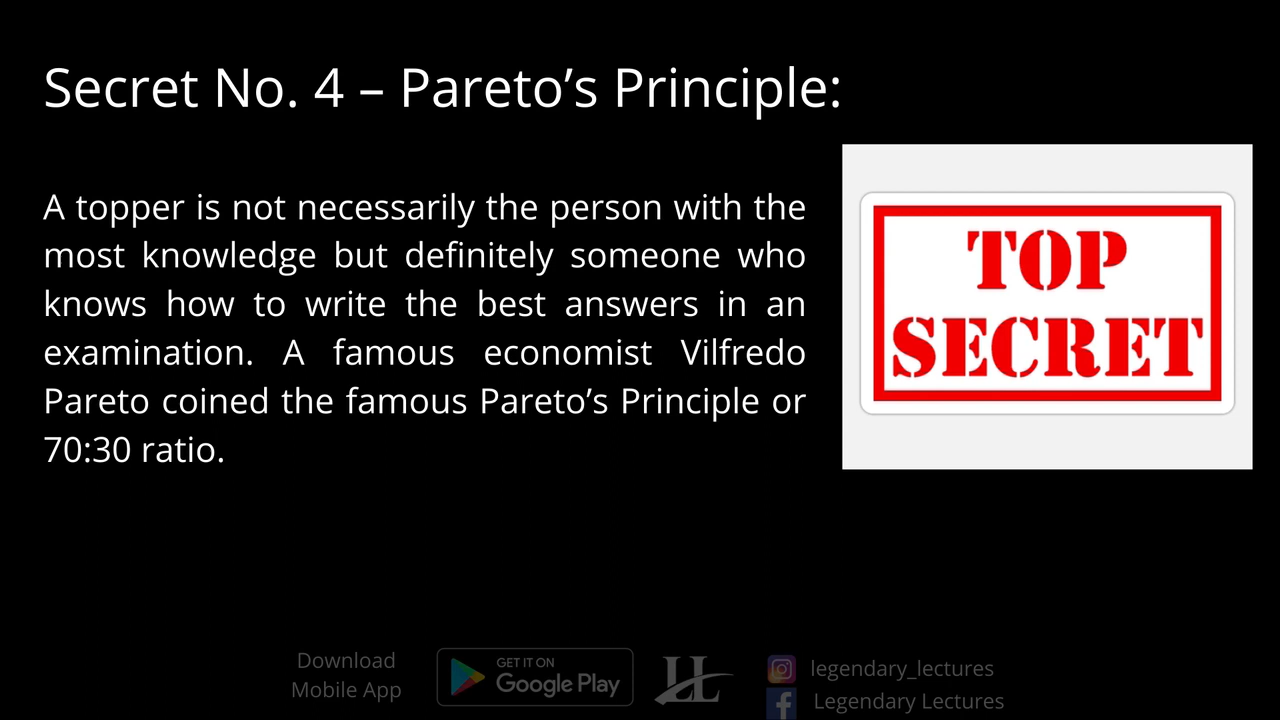 Secret No. 4 – Pareto’s Principle:
A topper is not necessarily the person with the
most knowledge but definitely someone who
knows how to write the best answers in an
examination. A famous economist Vilfredo
Pareto coined the famous Pareto’s Principle or
70:30 ratio.
TOP
SECRET
Download
Mobile App
GET IT ON
Google Play
LL
legendary_lectures
Legendary Lectures